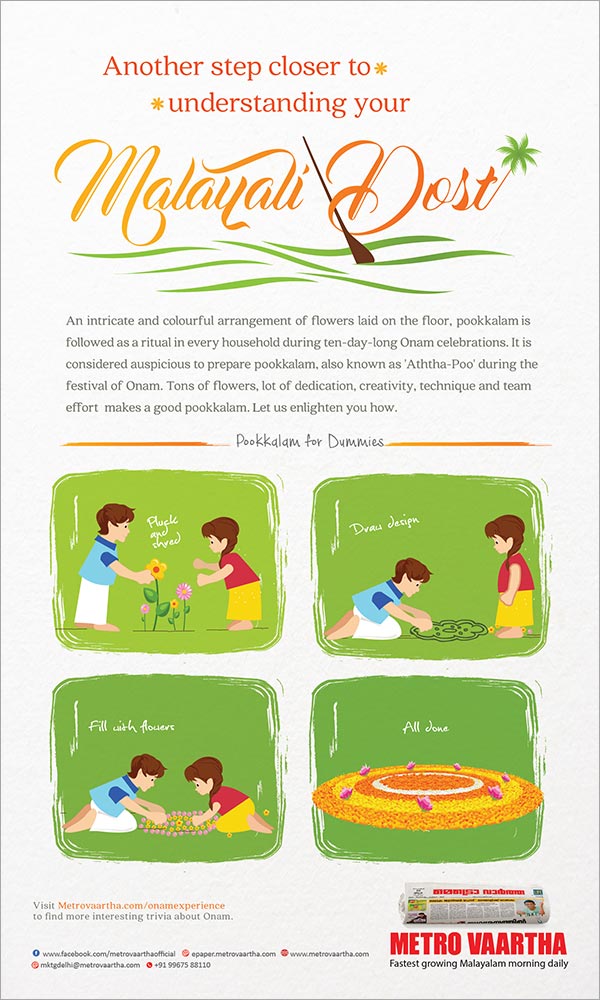 Another step closer to
understanding your
Malayali Dost
An intricate and colourful arrangement of flowers laid on the floor, pookkalam is
followed as a ritual in every household during ten-day-long Onam celebrations. It is
considered auspicious to prepare pookkalam, also known as 'Aththa-Poo' during the
festival of Onam. Tons of flowers, lot of dedication, creativity, technique and team
effort makes a good pookkalam. Let us enlighten you how.
Pookkalam for Dummies
Pluck
and
shred
Draw design
Fill with flowers
All done
Visit Metrovaartha.com/onamexperience
to find more interesting trivia about Onam.
മെട്രോ വാർത്ത
METRO VAARTHA
Fastest growing Malayalam morning daily
www.facebook.com/metrovaarthaofficial epaper.metrovaartha.com www.metrovaartha.com
mktgdelhi@metrovaartha.com +91 99675 88110